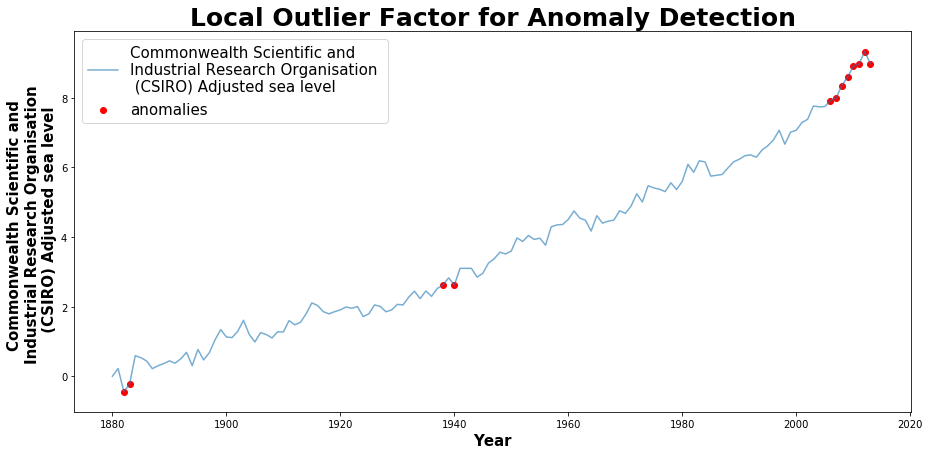 Local Outlier Factor for Anomaly Detection
Commonwealth Scientific and
Industrial Research Organisation
(CSIRO) Adjusted sea level
anomalies
Commonwealth Scientific and
Industrial Research Organisation
(CSIRO) Adjusted sea level
8
6
4
2
0
1880 1900 1920 1940 1960 1980 2000 2020
Year